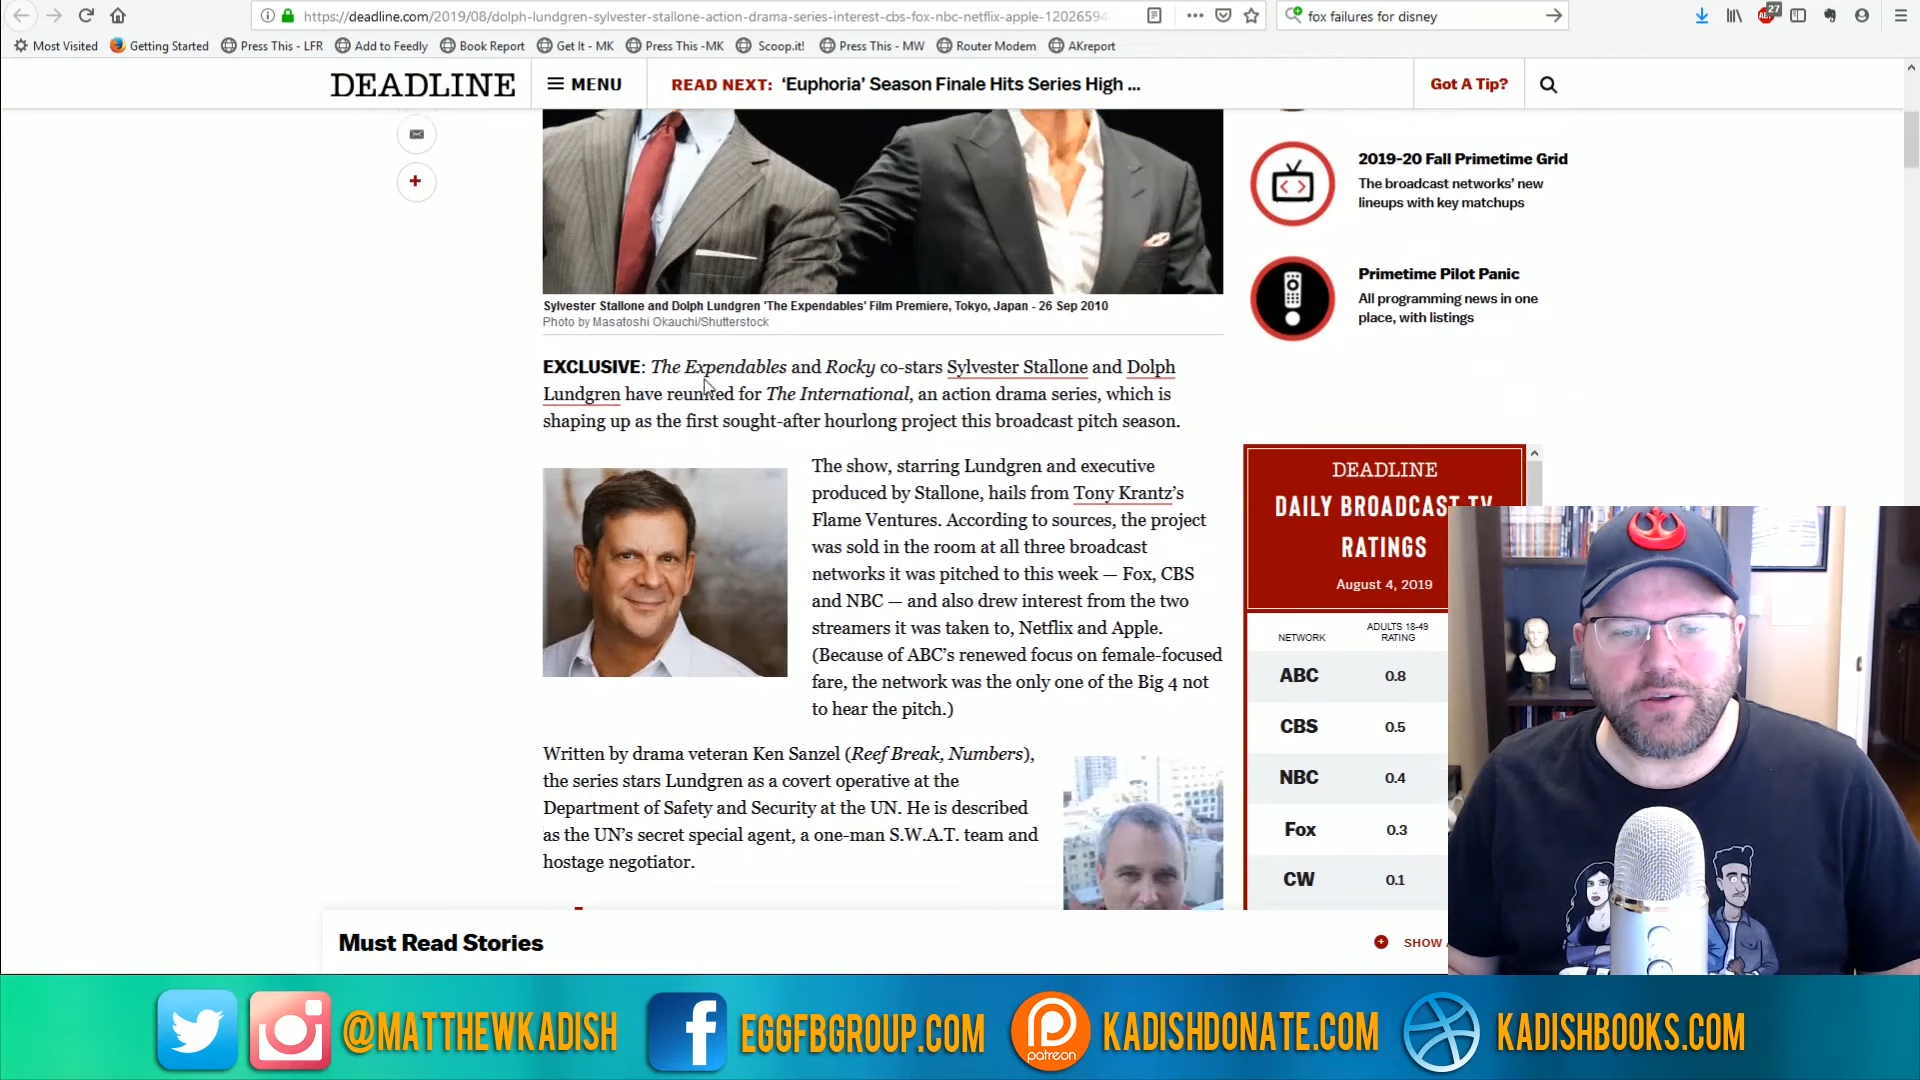 https://deadline.com/2019/08/dolph-lundgren-sylvester-stallone-action-drama-series-interest-cbs-fox-nbc-netflix-apple-12026594
fox failures for disney
27
Most Visited
Getting Started
Press This - LFR
Add to Feedly
Book Report
Get It - MK
Press This -MK
Scoop.it!
Press This - MW
Router Modem
AKreport
DEADLINE
MENU
READ NEXT: ‘Euphoria’ Season Finale Hits Series High ...
Got A Tip?
2019-20 Fall Primetime Grid
The broadcast networks’ new
lineups with key matchups
Primetime Pilot Panic
All programming news in one
place, with listings
Sylvester Stallone and Dolph Lundgren 'The Expendables' Film Premiere, Tokyo, Japan - 26 Sep 2010
Photo by Masatoshi Okauchi/Shutterstock
EXCLUSIVE: The Expendables and Rocky co-stars Sylvester Stallone and Dolph
Lundgren have reunited for The International, an action drama series, which is
shaping up as the first sought-after hourlong project this broadcast pitch season.
The show, starring Lundgren and executive
produced by Stallone, hails from Tony Krantz’s
Flame Ventures. According to sources, the project
was sold in the room at all three broadcast
networks it was pitched to this week — Fox, CBS
and NBC — and also drew interest from the two
streamers it was taken to, Netflix and Apple.
(Because of ABC’s renewed focus on female-focused
fare, the network was the only one of the Big 4 not
to hear the pitch.)
Written by drama veteran Ken Sanzel (Reef Break, Numbers),
the series stars Lundgren as a covert operative at the
Department of Safety and Security at the UN. He is described
as the UN’s secret special agent, a one-man S.W.A.T. team and
hostage negotiator.
DEADLINE
DAILY BROADCAST TV
RATINGS
August 4, 2019
NETWORK
ADULTS 18-49
RATING
ABC 0.8
CBS 0.5
NBC 0.4
Fox 0.3
CW 0.1
Must Read Stories
SHOW
@MATTHEWKADISH
EGGFBGROUP.COM
patreon
KADISHDONATE.COM
KADISHBOOKS.COM